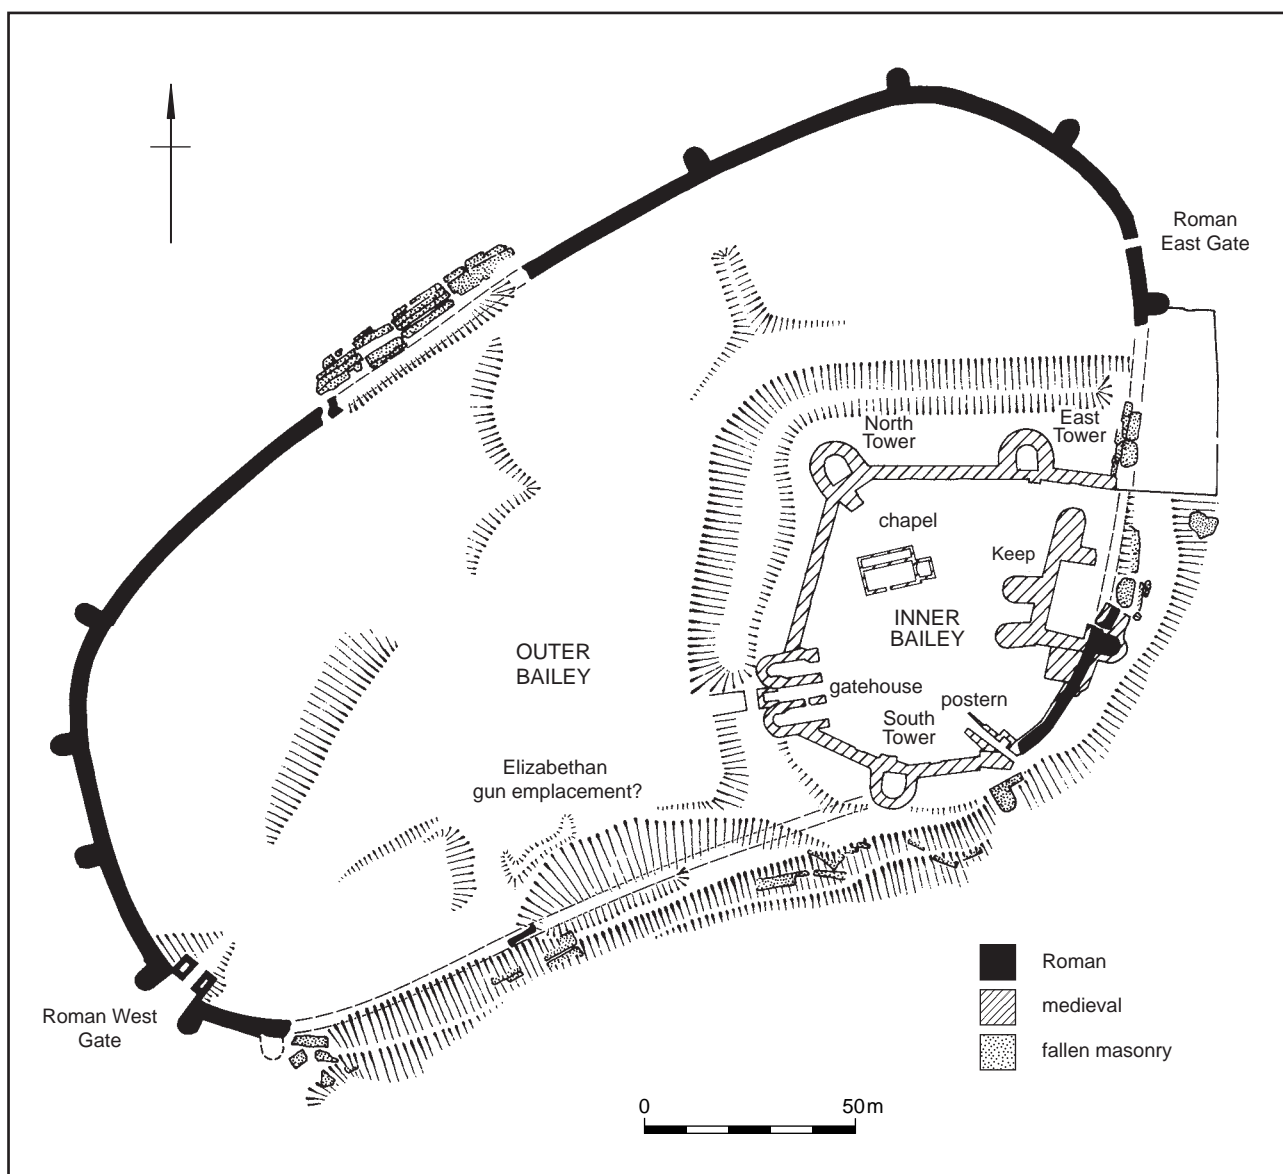 Roman
East Gate
North
Tower
East
Tower
chapel
Keep
INNER
BAILEY
OUTER
BAILEY
gatehouse
postern
South
Tower
Elizabethan
gun emplacement?
Roman
medieval
fallen masonry
Roman West
Gate
0
50m